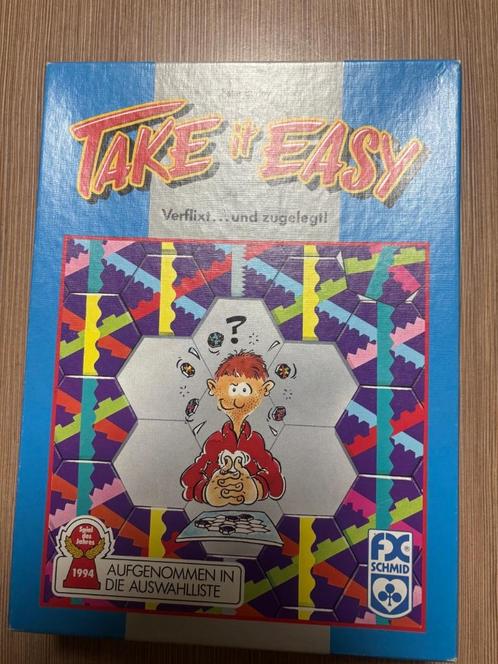 TAKE it EASY
Verflixt...und zugelegt!
?
Spiel
des
Jahres
1994
AUFGENOMMEN IN
DIE AUSWAHLLISTE
FX®
SCHMID